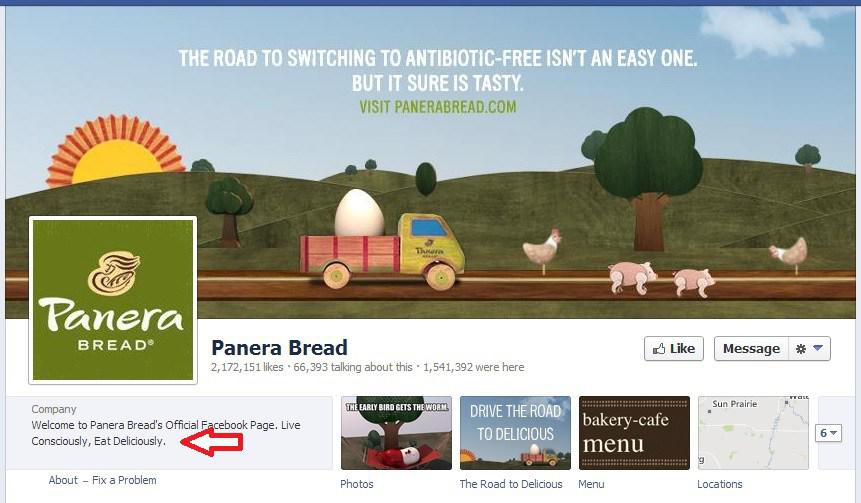 THE ROAD TO SWITCHING TO ANTIBIOTIC-FREE ISN'T AN EASY ONE.
BUT IT SURE IS TASTY.
VISIT PANERABREAD.COM
Panera
Panera
BREAD®
Panera Bread
2,172,151 likes · 66,393 talking about this · 1,541,392 were here
Like
Message
Company
Welcome to Panera Bread's Official Facebook Page. Live
Consciously, Eat Deliciously.
About – Fix a Problem
THE EARLY BIRD GETS THE WORM.
Photos
DRIVE THE ROAD
TO DELICIOUS
The Road to Delicious
bakery-cafe
menu
Menu
Sun Prairie
Locations
6